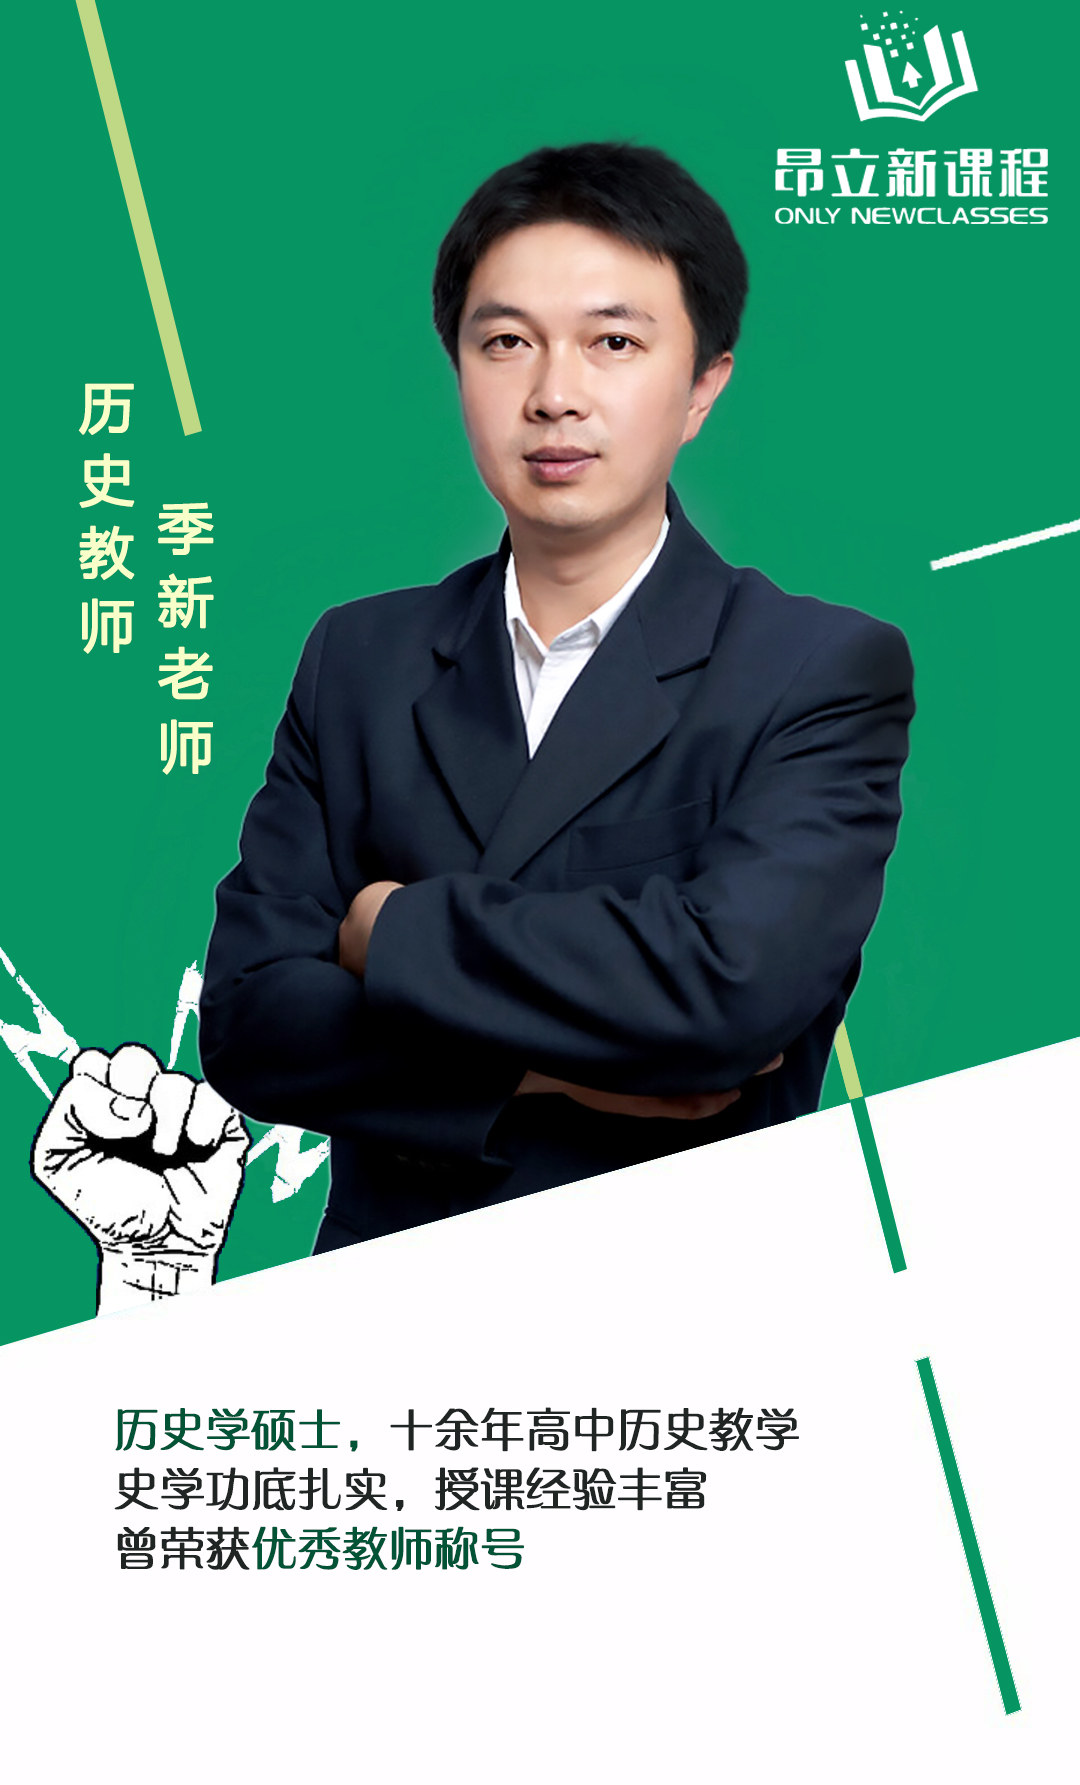 昂立新课程
ONLY NEWCLASSES
历史教师
季新老师
历史学硕士，十余年高中历史教学
史学功底扎实，授课经验丰富
曾荣获优秀教师称号